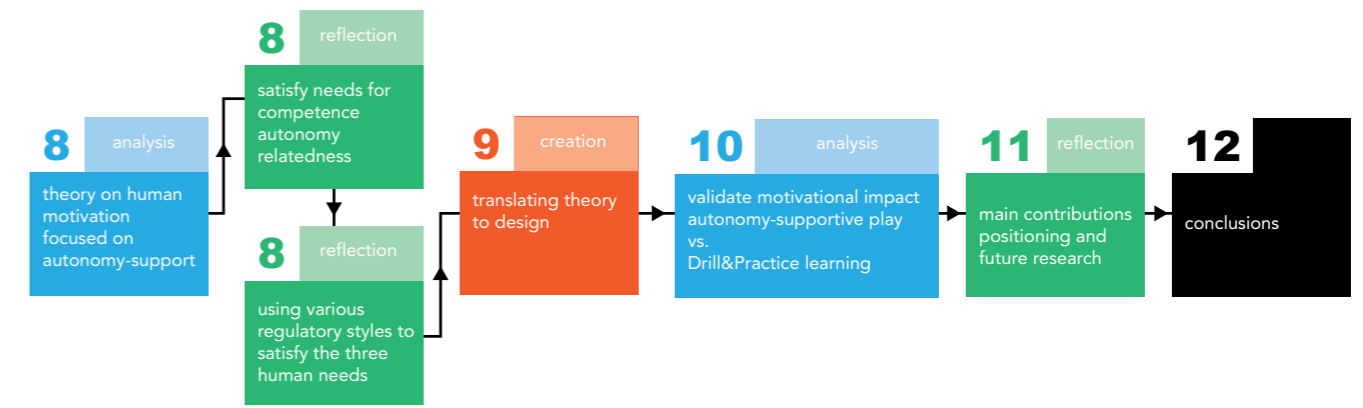 8
analysis
theory on human
motivation
focused on
autonomy-support
8
reflection
satisfy needs for
competence
autonomy
relatedness
8
reflection
using various
regulatory styles to
satisfy the three
human needs
9
creation
translating theory
to design
10
analysis
validate motivational impact
autonomy-supportive play
vs.
Drill&Practice learning
11
reflection
main contributions
positioning and
future research
12
conclusions